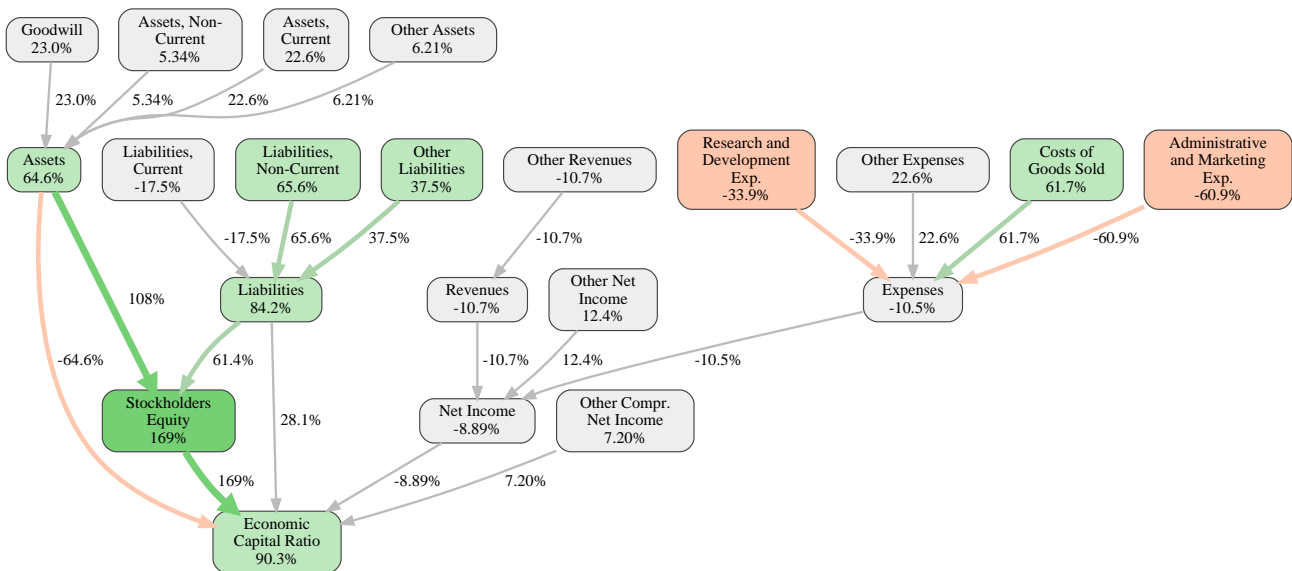 Goodwill
23.0%
Assets, Non-
Current
5.34%
Assets,
Current
22.6%
Other Assets
6.21%
23.0%
5.34%
22.6%
6.21%
Assets
64.6%
Liabilities,
Current
-17.5%
Liabilities,
Non-Current
65.6%
Other
Liabilities
37.5%
Other Revenues
-10.7%
Research and
Development
Exp.
-33.9%
Other Expenses
22.6%
Costs of
Goods Sold
61.7%
Administrative
and Marketing
Exp.
-60.9%
-17.5%
65.6%
37.5%
-10.7%
-33.9%
22.6%
61.7%
-60.9%
Liabilities
84.2%
Revenues
-10.7%
Other Net
Income
12.4%
Expenses
-10.5%
108%
-64.6%
61.4%
-10.7%
12.4%
-10.5%
Stockholders
Equity
169%
28.1%
Net Income
-8.89%
Other Compr.
Net Income
7.20%
169%
-8.89%
7.20%
Economic
Capital Ratio
90.3%